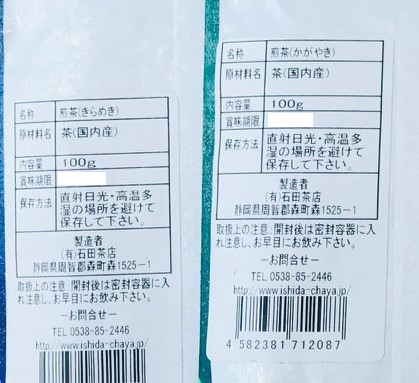 名称 煎茶(きらめき)
原材料名 茶(国内産)
内容量 100g
賞味期限
保存方法 直射日光・高温多
湿の場所を避けて
保存して下さい。
製造者
(有)石田茶店
静岡県周智郡森町森1525-1
取扱上の注意:開封後は密封容器に入
れ注意し、お早目にお飲み下さい。
―お問合せ―
TEL 0538-85-2446
http://www.ishida-chaya.jp/
名称 煎茶(かがやき)
原材料名 茶(国内産)
内容量 100g
賞味期限
保存方法 直射日光・高温多
湿の場所を避けて
保存して下さい。
製造者
(有)石田茶店
静岡県周智郡森町森1525-1
取扱上の注意:開封後は密封容器に入
れ注意し、お早目にお飲み下さい。
―お問合せ―
TEL 0538-85-2446
http://www.ishida-chaya.jp/
4 582381 712087